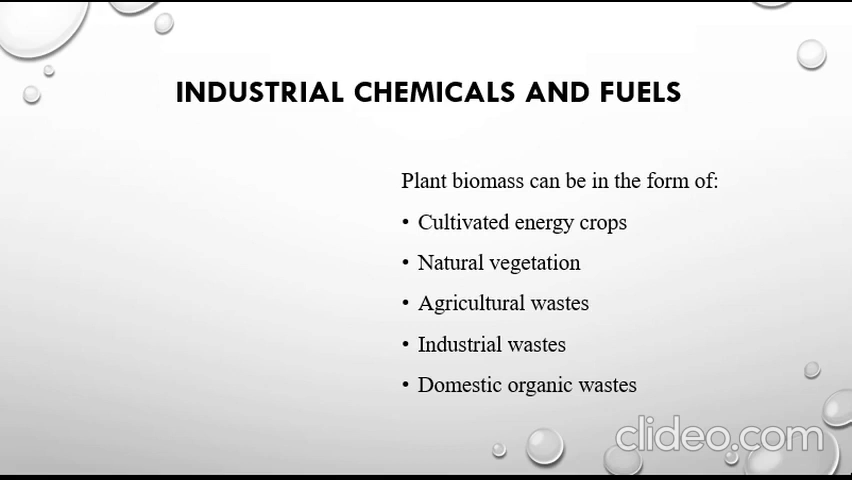 INDUSTRIAL CHEMICALS AND FUELS
Plant biomass can be in the form of:
• Cultivated energy crops
• Natural vegetation
• Agricultural wastes
• Industrial wastes
• Domestic organic wastes
clideo.com